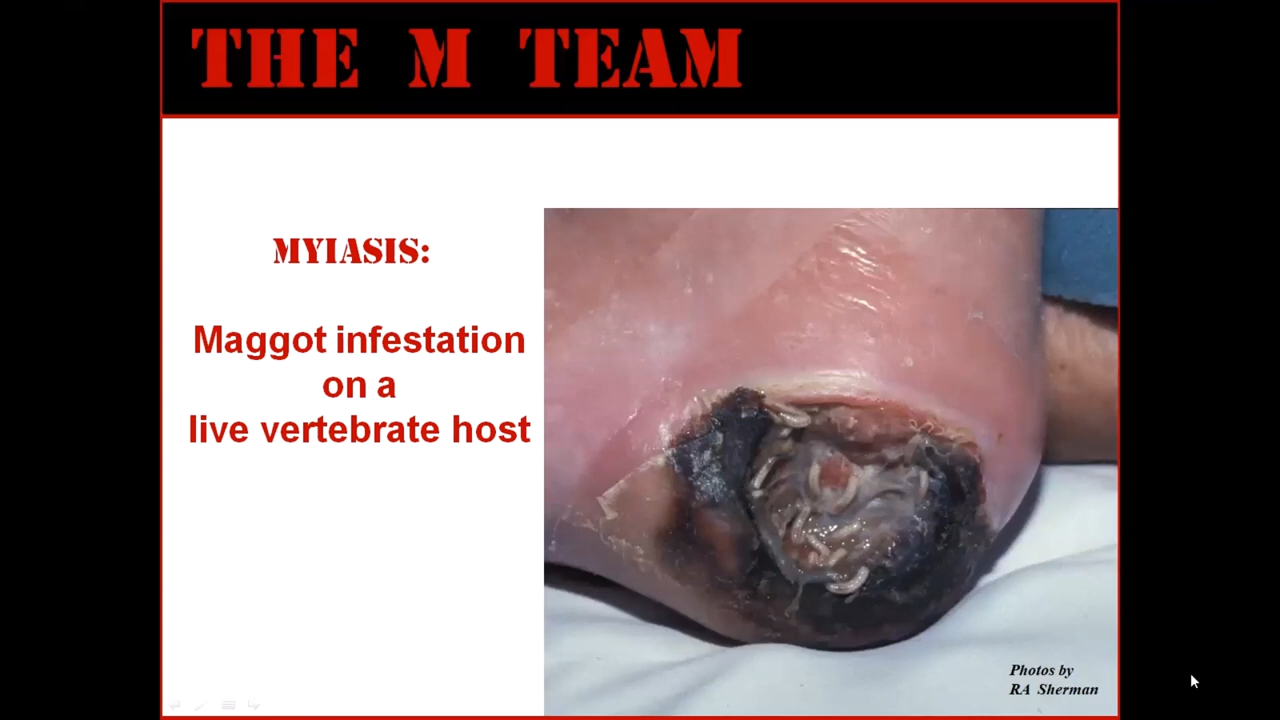 THE M TEAM
MYIASIS:
Maggot infestation
on a
live vertebrate host
Photos by
RA Sherman